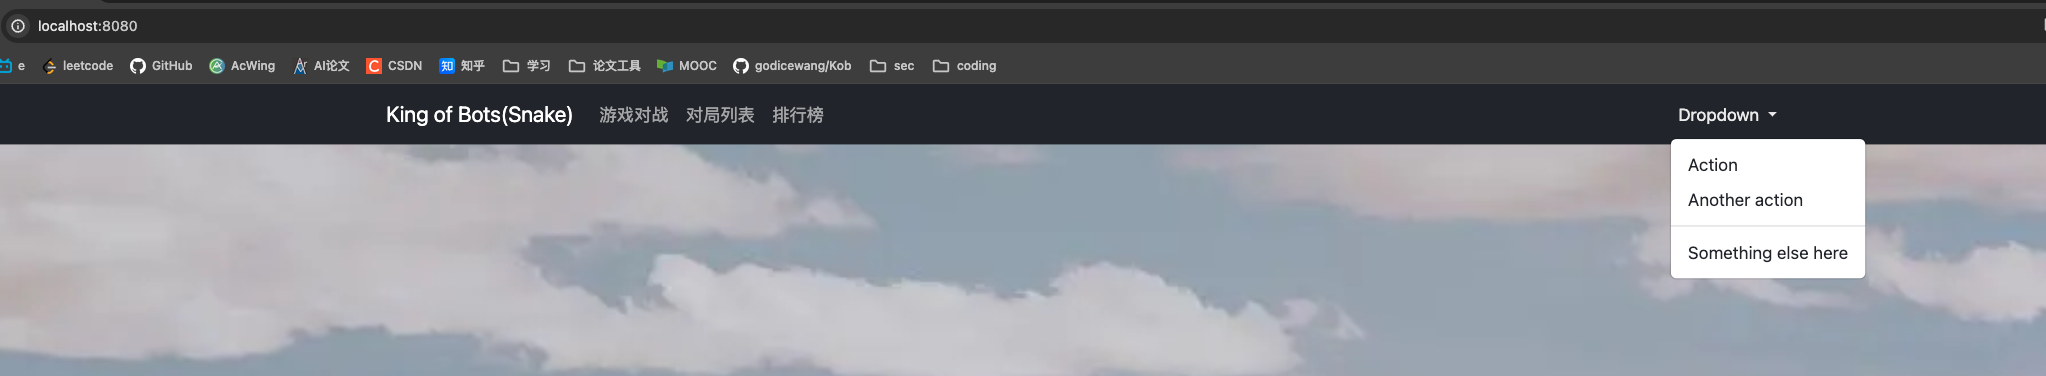 localhost:8080
e leetcode GitHub AcWing AI论文 C CSDN 知 知乎 学习 论文工具 MOOC godicewang/Kob sec coding
King of Bots(Snake) 游戏对战 对局列表 排行榜 Dropdown
Action
Another action
Something else here